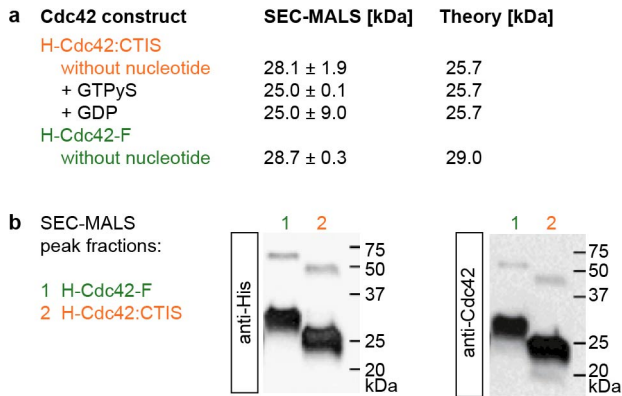 a Cdc42 construct SEC-MALS [kDa] Theory [kDa]
H-Cdc42:CTIS
without nucleotide 28.1 ± 1.9 25.7
+ GTPyS 25.0 ± 0.1 25.7
+ GDP 25.0 ± 9.0 25.7
H-Cdc42-F
without nucleotide 28.7 ± 0.3 29.0
b SEC-MALS
peak fractions:
1 H-Cdc42-F
2 H-Cdc42:CTIS
anti-His
1 2
75
50
37
25
20
kDa
anti-Cdc42
1 2
75
50
37
25
20
kDa